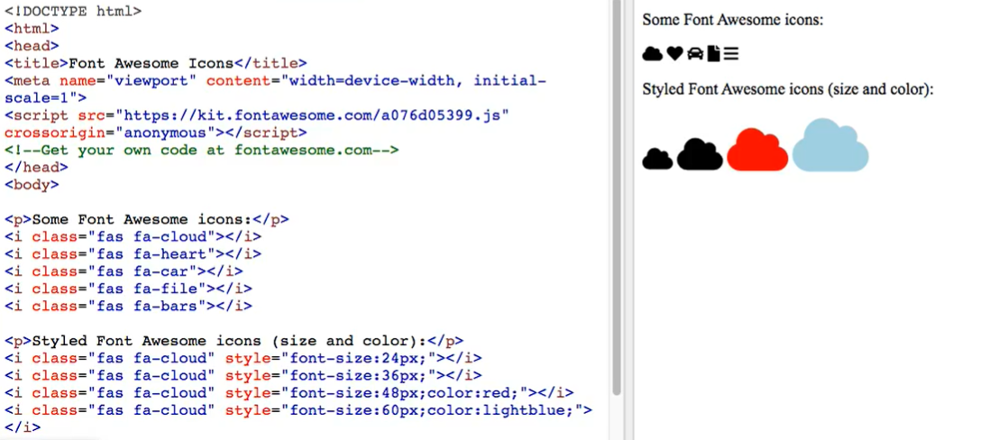 <!DOCTYPE html>
<html>
<head>
<title>Font Awesome Icons</title>
<meta name="viewport" content="width=device-width, initial-
scale=1">
<script src="https://kit.fontawesome.com/a076d05399.js"
crossorigin="anonymous"></script>
<!--Get your own code at fontawesome.com-->
</head>
<body>
<p>Some Font Awesome icons:</p>
<i class="fas fa-cloud"></i>
<i class="fas fa-heart"></i>
<i class="fas fa-car"></i>
<i class="fas fa-file"></i>
<i class="fas fa-bars"></i>
<p>Styled Font Awesome icons (size and color):</p>
<i class="fas fa-cloud" style="font-size:24px;"></i>
<i class="fas fa-cloud" style="font-size:36px;"></i>
<i class="fas fa-cloud" style="font-size:48px;color:red;"></i>
<i class="fas fa-cloud" style="font-size:60px;color:lightblue;">
</i>
Some Font Awesome icons:
Styled Font Awesome icons (size and color):